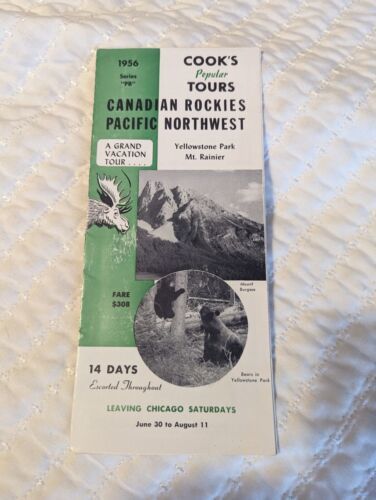 1956
Series
"PR"
COOK'S
Popular
TOURS
CANADIAN ROCKIES
PACIFIC NORTHWEST
A GRAND
VACATION
TOUR ....
Yellowstone Park
Mt. Rainier
Mount
Burgess
FARE
$308
14 DAYS
Escorted Throughout
Bears in
Yellowstone Park
LEAVING CHICAGO SATURDAYS
June 30 to August 11